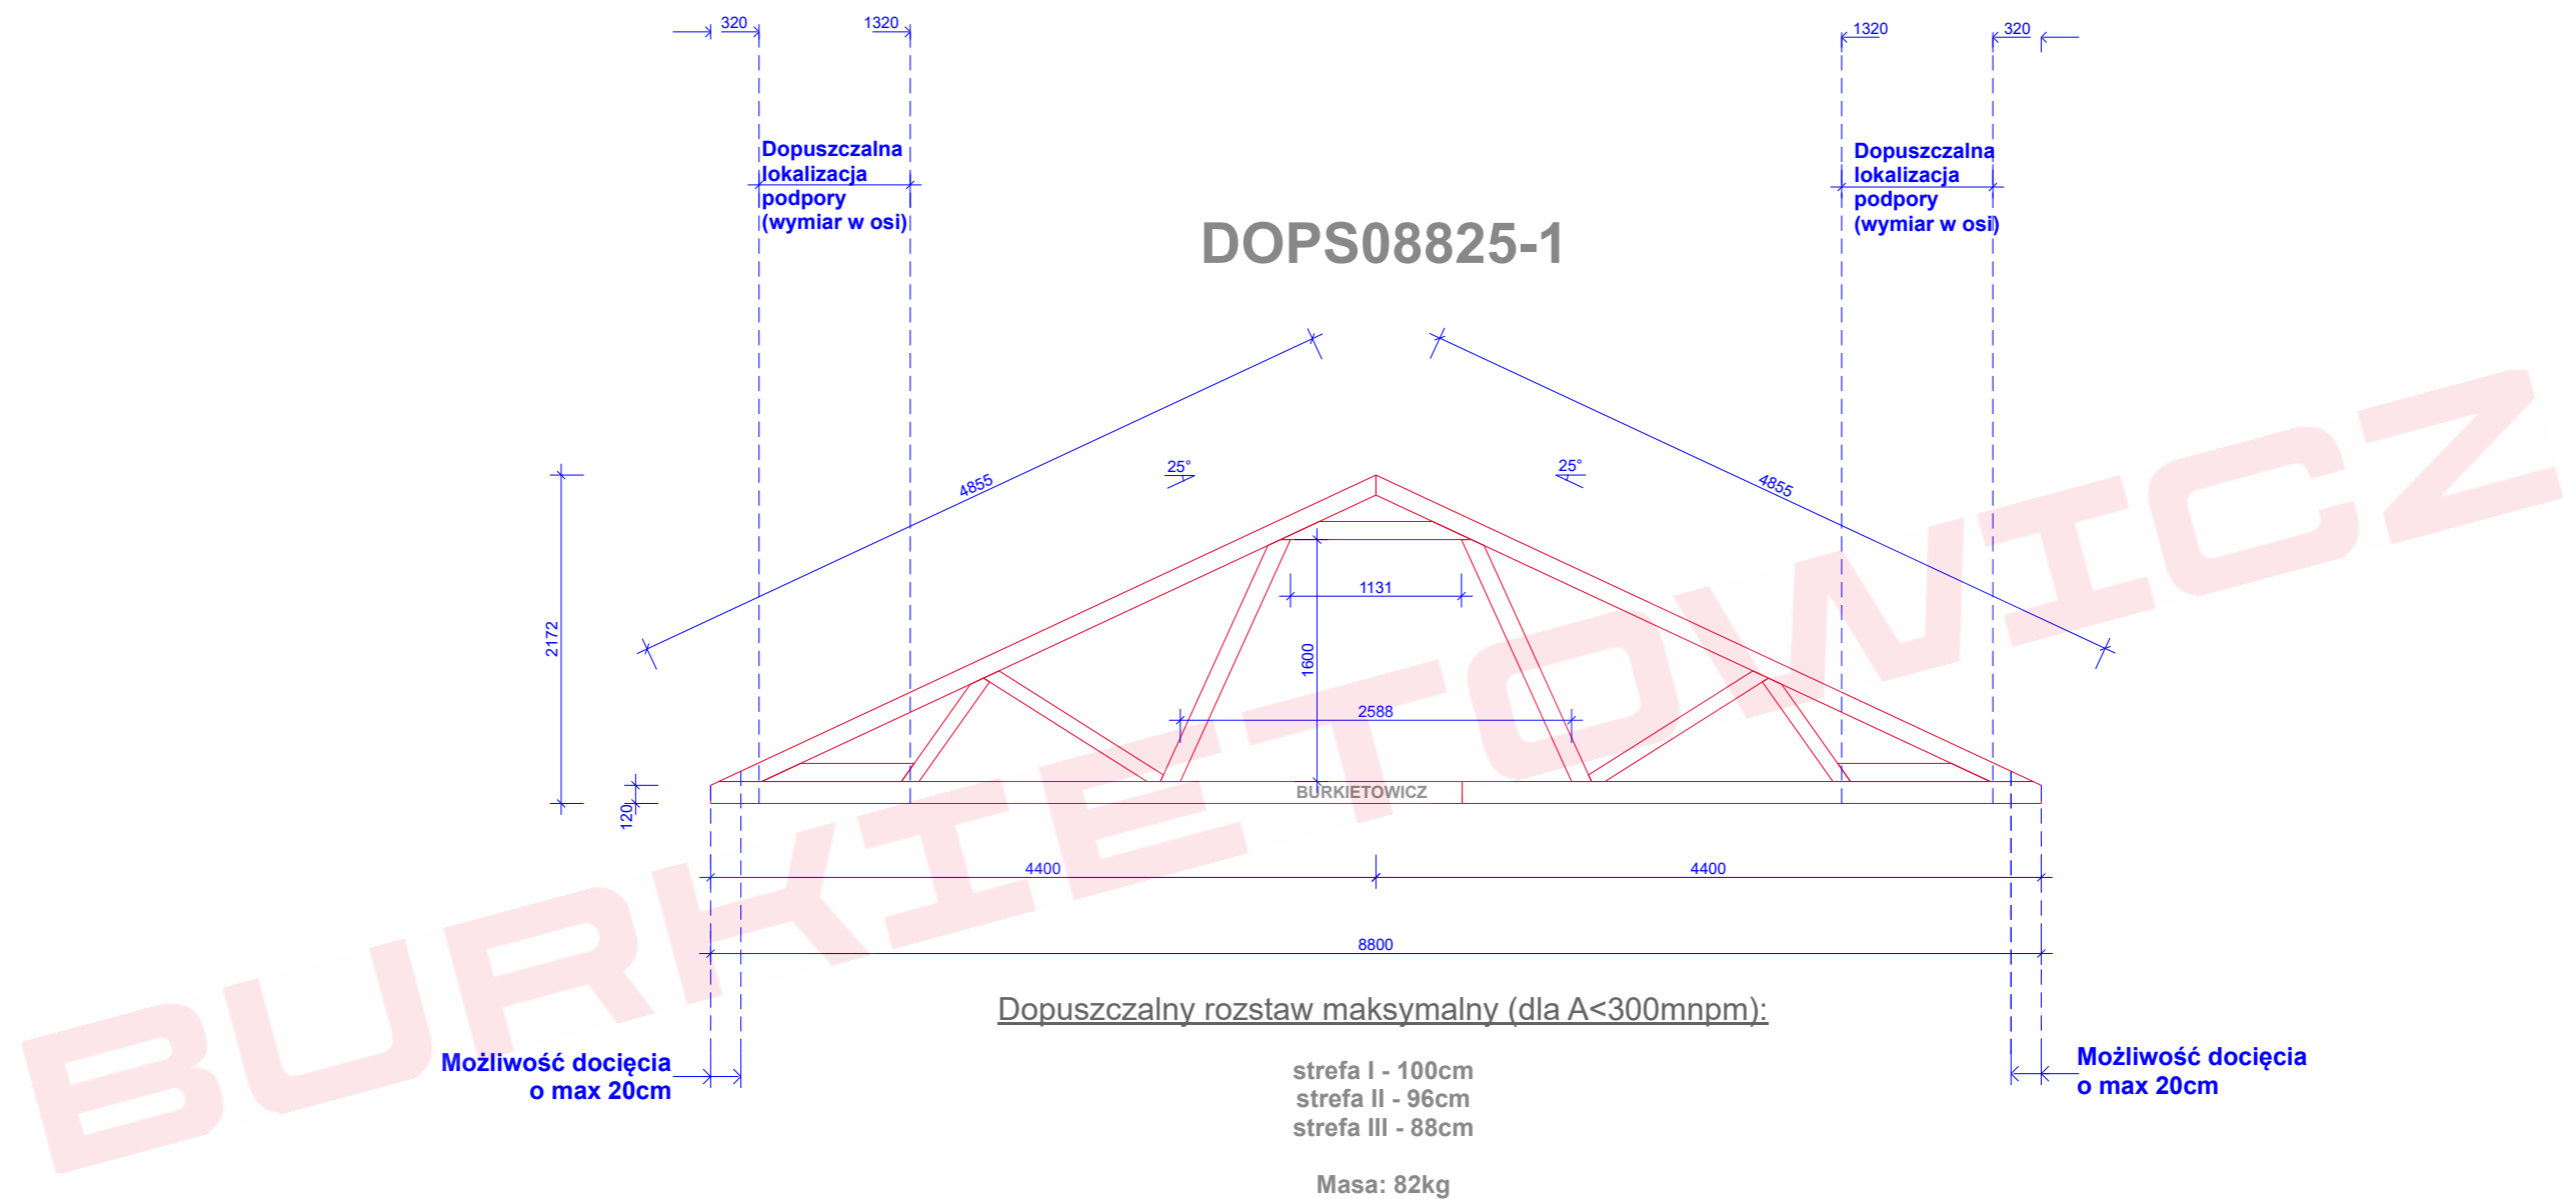 320
1320
1320
320
Dopuszczalna
lokalizacja
podpory
(wymiar w osi)
Dopuszczalna
lokalizacja
podpory
(wymiar w osi)
DOPS08825-1
4855
25°
25°
4855
2172
1131
1600
2588
120
BURKIETOWICZ
4400
4400
8800
BURKIETOWICZ
Dopuszczalny rozstaw maksymalny (dla A<300mnpm):
Możliwość docięcia
o max 20cm
Możliwość docięcia
o max 20cm
strefa I - 100cm
strefa II - 96cm
strefa III - 88cm
Masa: 82kg